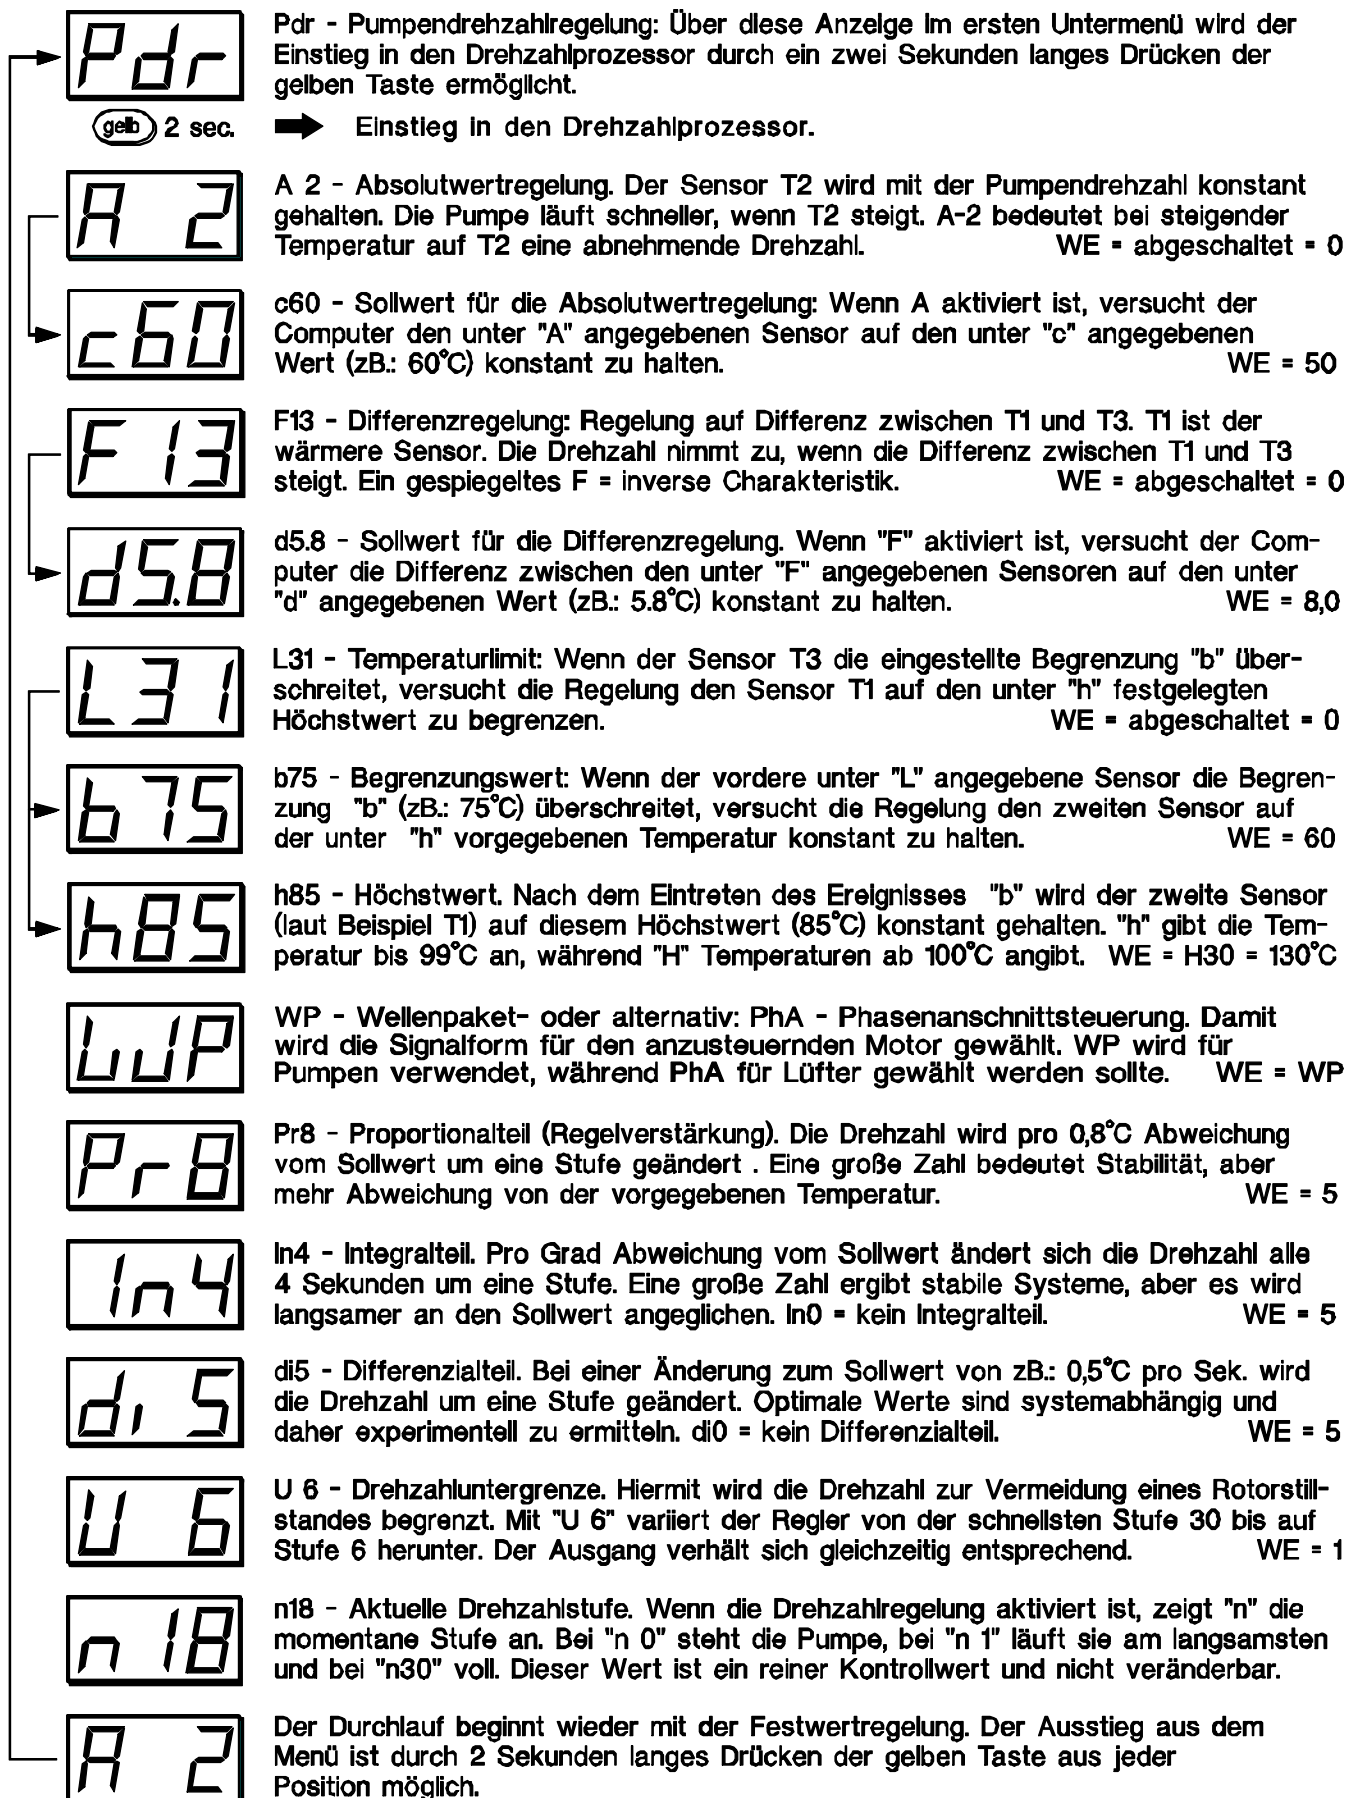 Pdr
Pdr - Pumpendrehzahlregelung: Über diese Anzeige im ersten Untermenü wird der
Einstieg in den Drehzahlprozessor durch ein zwei Sekunden langes Drücken der
gelben Taste ermöglicht.
gelb 2 sec. ➡ Einstieg in den Drehzahlprozessor.
A 2
A 2 - Absolutwertregelung. Der Sensor T2 wird mit der Pumpendrehzahl konstant
gehalten. Die Pumpe läuft schneller, wenn T2 steigt. A-2 bedeutet bei steigender
Temperatur auf T2 eine abnehmende Drehzahl. WE = abgeschaltet = 0
c60
c60 - Sollwert für die Absolutwertregelung: Wenn A aktiviert ist, versucht der
Computer den unter "A" angegebenen Sensor auf den unter "c" angegebenen
Wert (zB.: 60°C) konstant zu halten. WE = 50
F13
F13 - Differenzregelung: Regelung auf Differenz zwischen T1 und T3. T1 ist der
wärmere Sensor. Die Drehzahl nimmt zu, wenn die Differenz zwischen T1 und T3
steigt. Ein gespiegeltes F = inverse Charakteristik. WE = abgeschaltet = 0
d5.8
d5.8 - Sollwert für die Differenzregelung. Wenn "F" aktiviert ist, versucht der Com-
puter die Differenz zwischen den unter "F" angegebenen Sensoren auf den unter
"d" angegebenen Wert (zB.: 5.8°C) konstant zu halten. WE = 8,0
L31
L31 - Temperaturlimit: Wenn der Sensor T3 die eingestellte Begrenzung "b" über-
schreitet, versucht die Regelung den Sensor T1 auf den unter "h" festgelegten
Höchstwert zu begrenzen. WE = abgeschaltet = 0
b75
b75 - Begrenzungswert: Wenn der vordere unter "L" angegebene Sensor die Begren-
zung "b" (zB.: 75°C) überschreitet, versucht die Regelung den zweiten Sensor auf
der unter "h" vorgegebenen Temperatur konstant zu halten. WE = 60
h85
h85 - Höchstwert. Nach dem Eintreten des Ereignisses "b" wird der zweite Sensor
(laut Beispiel T1) auf diesem Höchstwert (85°C) konstant gehalten. "h" gibt die Tem-
peratur bis 99°C an, während "H" Temperaturen ab 100°C angibt. WE = H30 = 130°C
WP
WP - Wellenpaket- oder alternativ: PhA - Phasenanschnittsteuerung. Damit
wird die Signalform für den anzusteuernden Motor gewählt. WP wird für
Pumpen verwendet, während PhA für Lüfter gewählt werden sollte. WE = WP
Pr8
Pr8 - Proportionalteil (Regelverstärkung). Die Drehzahl wird pro 0,8°C Abweichung
vom Sollwert um eine Stufe geändert . Eine große Zahl bedeutet Stabilität, aber
mehr Abweichung von der vorgegebenen Temperatur. WE = 5
In4
In4 - Integralteil. Pro Grad Abweichung vom Sollwert ändert sich die Drehzahl alle
4 Sekunden um eine Stufe. Eine große Zahl ergibt stabile Systeme, aber es wird
langsamer an den Sollwert angeglichen. In0 = kein Integralteil. WE = 5
di 5
di5 - Differenzialteil. Bei einer Änderung zum Sollwert von zB.: 0,5°C pro Sek. wird
die Drehzahl um eine Stufe geändert. Optimale Werte sind systemabhängig und
daher experimentell zu ermitteln. di0 = kein Differenzialteil. WE = 5
U 6
U 6 - Drehzahluntergrenze. Hiermit wird die Drehzahl zur Vermeidung eines Rotorstill-
standes begrenzt. Mit "U 6" variiert der Regler von der schnellsten Stufe 30 bis auf
Stufe 6 herunter. Der Ausgang verhält sich gleichzeitig entsprechend. WE = 1
n 18
n18 - Aktuelle Drehzahlstufe. Wenn die Drehzahlregelung aktiviert ist, zeigt "n" die
momentane Stufe an. Bei "n 0" steht die Pumpe, bei "n 1" läuft sie am langsamsten
und bei "n30" voll. Dieser Wert ist ein reiner Kontrollwert und nicht veränderbar.
A 2
Der Durchlauf beginnt wieder mit der Festwertregelung. Der Ausstieg aus dem
Menü ist durch 2 Sekunden langes Drücken der gelben Taste aus jeder
Position möglich.